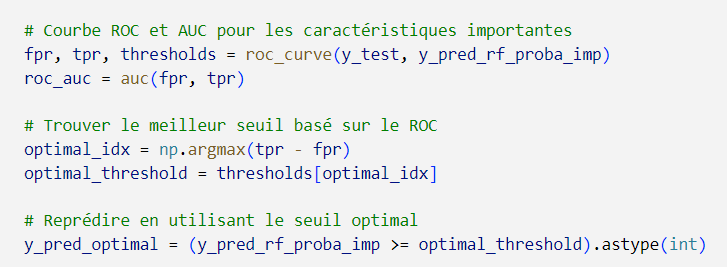 # Courbe ROC et AUC pour les caractéristiques importantes
fpr, tpr, thresholds = roc_curve(y_test, y_pred_rf_proba_imp)
roc_auc = auc(fpr, tpr)
# Trouver le meilleur seuil basé sur le ROC
optimal_idx = np.argmax(tpr - fpr)
optimal_threshold = thresholds[optimal_idx]
# Reprédire en utilisant le seuil optimal
y_pred_optimal = (y_pred_rf_proba_imp >= optimal_threshold).astype(int)